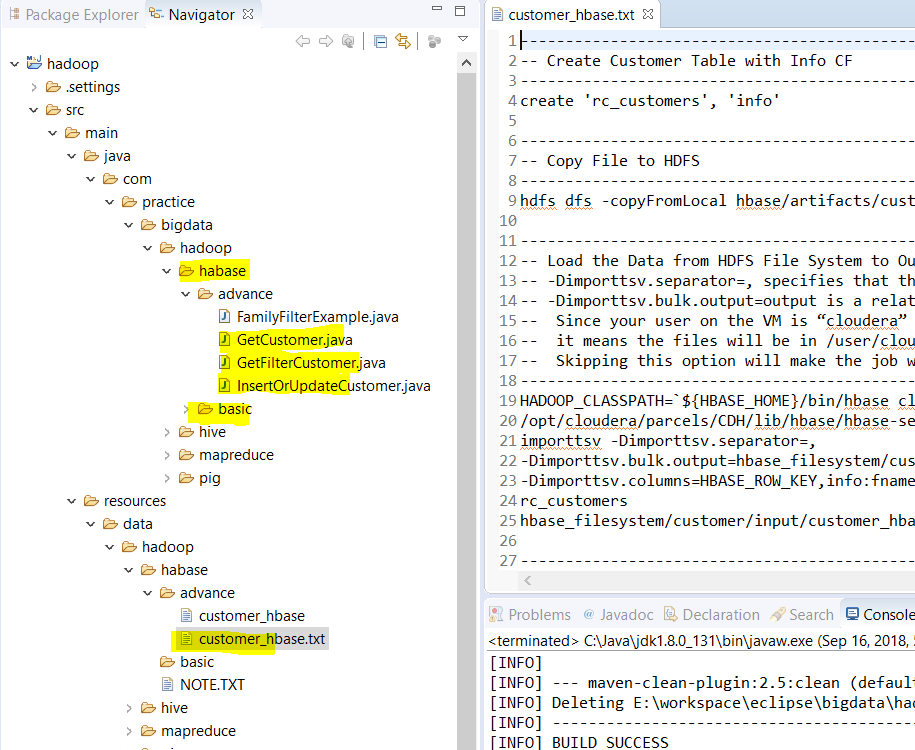 Package Explorer Navigator
hadoop
.settings
src
main
java
com
practice
bigdata
hadoop
habase
advance
FamilyFilterExample.java
GetCustomer.java
GetFilterCustomer.java
InsertOrUpdateCustomer.java
basic
hive
mapreduce
pig
resources
data
hadoop
habase
advance
customer_hbase
customer_hbase.txt
basic
NOTE.TXT
hive
mapreduce
customer_hbase.txt
1 ----------------------------------------
2 -- Create Customer Table with Info CF
3 ----------------------------------------
4 create 'rc_customers', 'info'
5
6 ----------------------------------------
7 -- Copy File to HDFS
8 ----------------------------------------
9 hdfs dfs -copyFromLocal hbase/artifacts/cust
10
11 ----------------------------------------
12 -- Load the Data from HDFS File System to Ou
13 -- -Dimporttsv.separator=, specifies that th
14 -- -Dimporttsv.bulk.output=output is a relat
15 -- Since your user on the VM is “cloudera”
16 -- it means the files will be in /user/clou
17 -- Skipping this option will make the job w
18 ----------------------------------------
19 HADOOP_CLASSPATH=`${HBASE_HOME}/bin/hbase cl
20 /opt/cloudera/parcels/CDH/lib/hbase/hbase-se
21 importtsv -Dimporttsv.separator=,
22 -Dimporttsv.bulk.output=hbase_filesystem/cus
23 -Dimporttsv.columns=HBASE_ROW_KEY,info:fname
24 rc_customers
25 hbase_filesystem/customer/input/customer_hba
26
27 ----------------------------------------
Problems @ Javadoc Declaration Search Console
<terminated> C:\Java\jdk1.8.0_131\bin\javaw.exe (Sep 16, 2018,
[INFO]
[INFO] --- maven-clean-plugin:2.5:clean (default
[INFO] Deleting E:\workspace\eclipse\bigdata\had
[INFO] ----------------------------------------
[INFO] BUILD SUCCESS